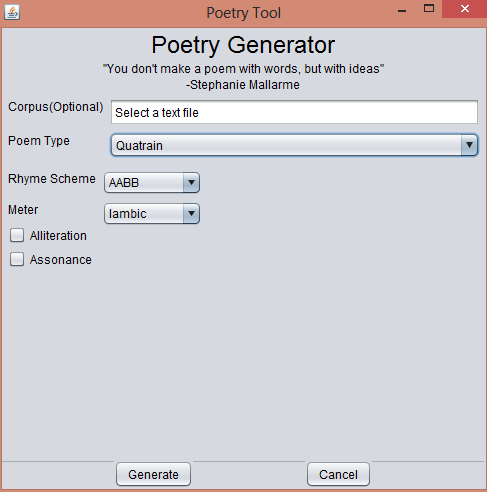 Poetry Tool
Poetry Generator
"You don't make a poem with words, but with ideas"
-Stephanie Mallarme
Corpus(Optional) Select a text file
Poem Type Quatrain
Rhyme Scheme AABB
Meter Iambic
Alliteration
Assonance
Generate Cancel